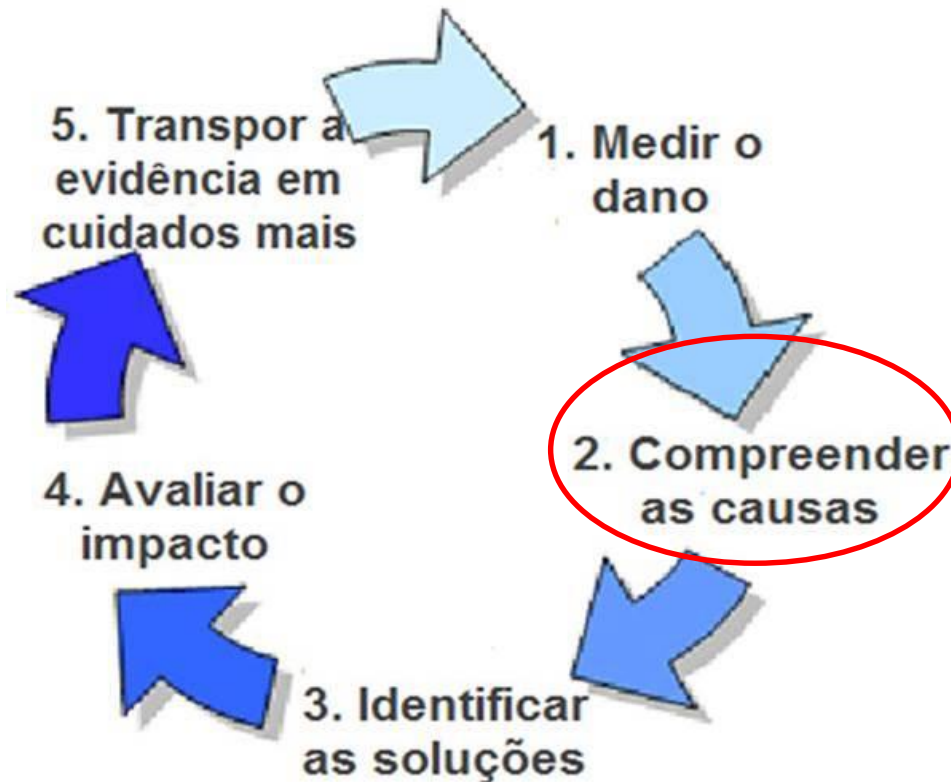 1. Medir o
dano
2. Compreender
as causas
3. Identificar
as soluções
4. Avaliar o
impacto
5. Transpor a
evidência em
cuidados mais